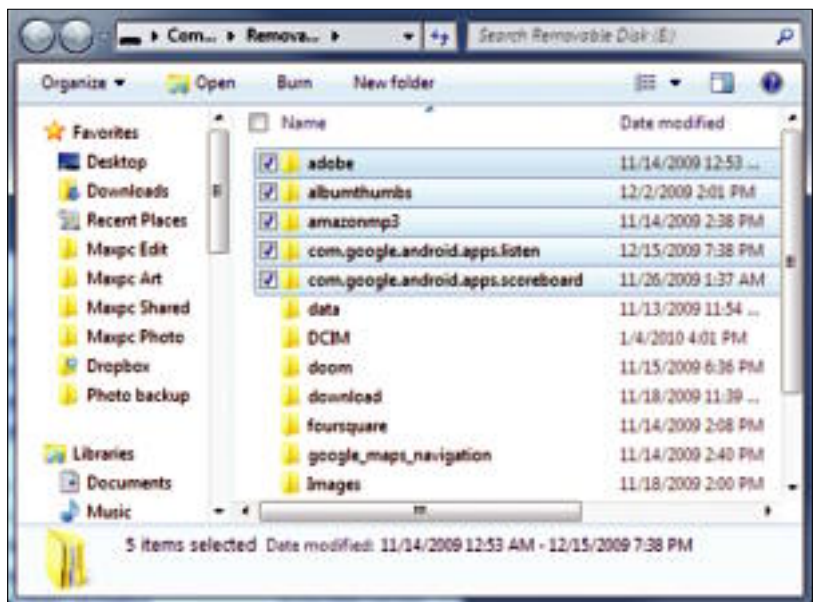 Com... Remova...
Search Removable Disk (E:)
Organize Open Burn New folder
Favorites
Desktop
Downloads
Recent Places
Maxpc Edit
Maxpc Art
Maxpc Shared
Maxpc Photo
Dropbox
Photo backup
Libraries
Documents
Music
Name Date modified
adobe 11/14/2009 12:53 ...
albumthumbs 12/2/2009 2:01 PM
amazonmp3 11/14/2009 2:38 PM
com.google.android.apps.listen 12/15/2009 7:38 PM
com.google.android.apps.scoreboard 11/26/2009 1:37 AM
data 11/13/2009 11:54 ...
DCIM 1/4/2010 4:01 PM
doom 11/15/2009 6:36 PM
download 11/18/2009 11:39 ...
foursquare 11/14/2009 2:08 PM
google_maps_navigation 11/14/2009 2:40 PM
Images 11/18/2009 2:00 PM
5 items selected Date modified: 11/14/2009 12:53 AM - 12/15/2009 7:38 PM